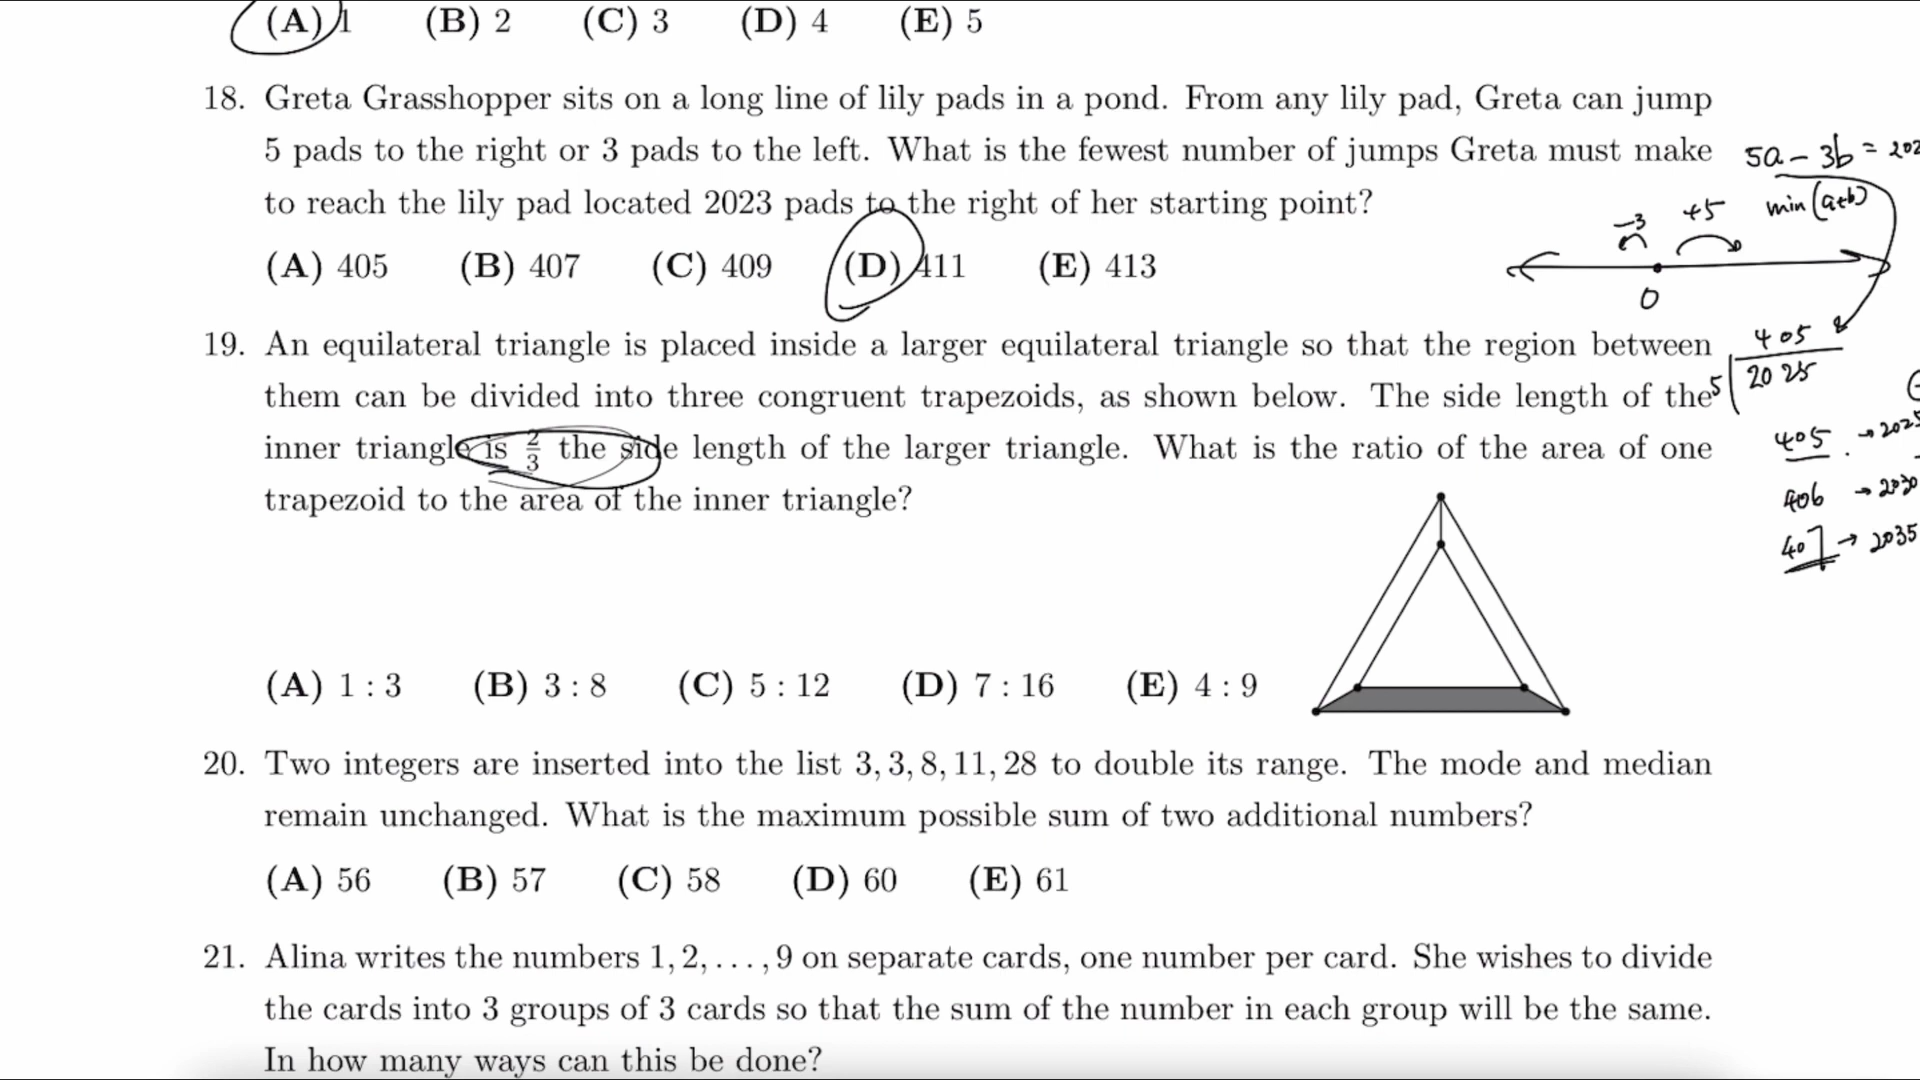 (A) 1 (B) 2 (C) 3 (D) 4 (E) 5
18. Greta Grasshopper sits on a long line of lily pads in a pond. From any lily pad, Greta can jump
5 pads to the right or 3 pads to the left. What is the fewest number of jumps Greta must make
to reach the lily pad located 2023 pads to the right of her starting point?
(A) 405 (B) 407 (C) 409 (D) 411 (E) 413
5a - 3b = 202
min (a+b)
-3 +5
0
19. An equilateral triangle is placed inside a larger equilateral triangle so that the region between
them can be divided into three congruent trapezoids, as shown below. The side length of the
inner triangle is 2/3 the side length of the larger triangle. What is the ratio of the area of one
trapezoid to the area of the inner triangle?
405
5 2025
405 → 2025
406 → 2030
407 → 2035
(A) 1 : 3 (B) 3 : 8 (C) 5 : 12 (D) 7 : 16 (E) 4 : 9
20. Two integers are inserted into the list 3, 3, 8, 11, 28 to double its range. The mode and median
remain unchanged. What is the maximum possible sum of two additional numbers?
(A) 56 (B) 57 (C) 58 (D) 60 (E) 61
21. Alina writes the numbers 1, 2, . . . , 9 on separate cards, one number per card. She wishes to divide
the cards into 3 groups of 3 cards so that the sum of the number in each group will be the same.
In how many ways can this be done?